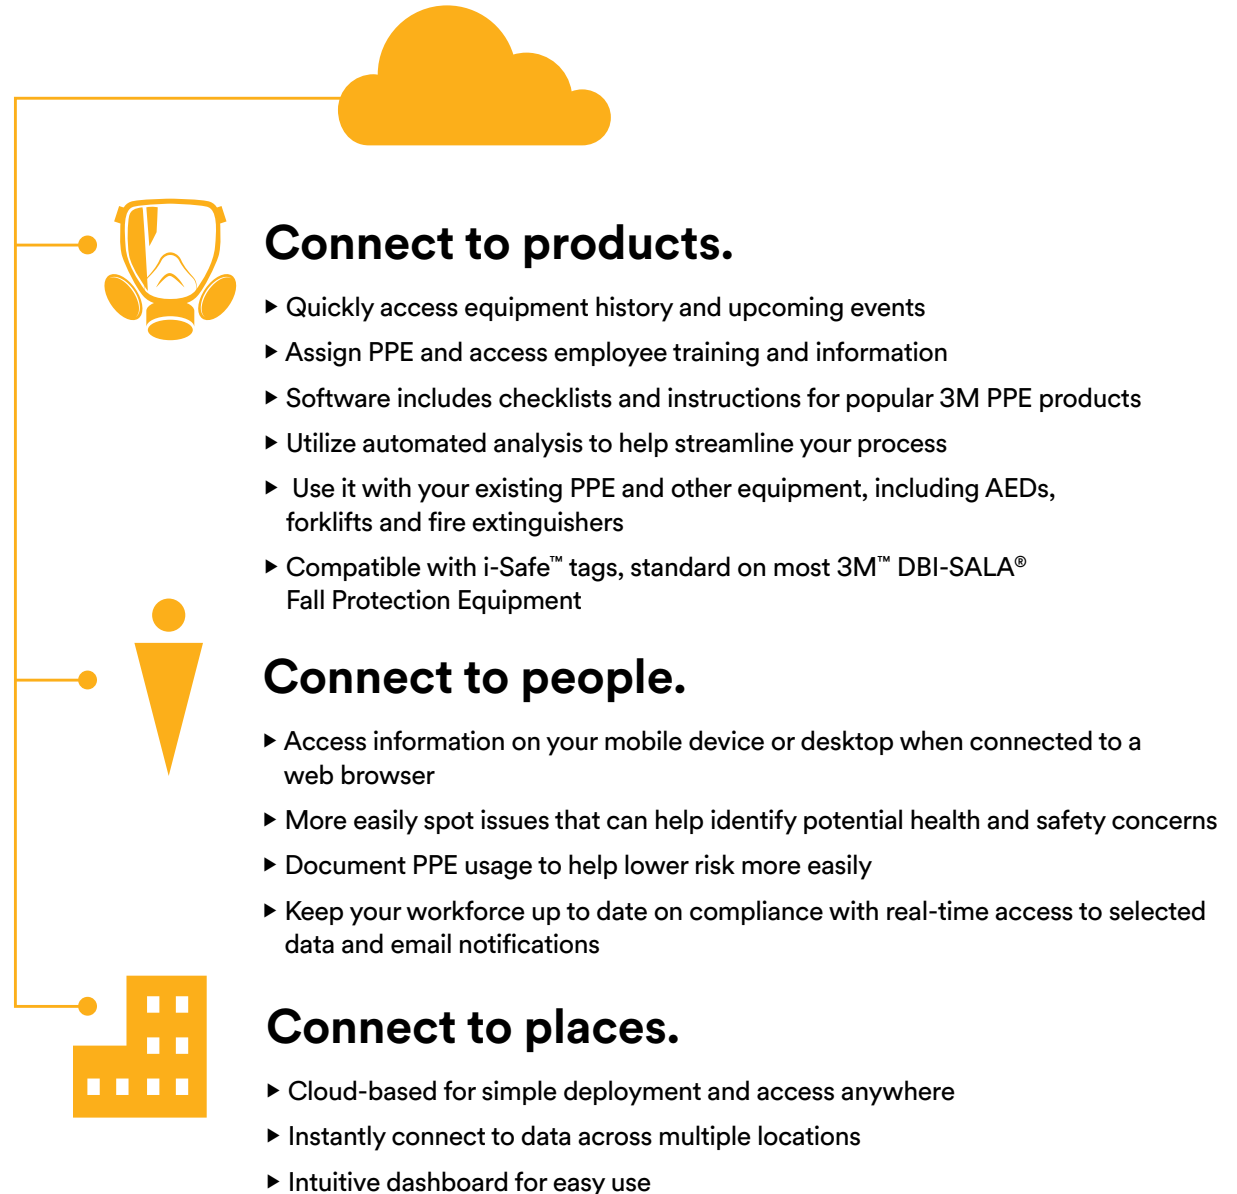 Connect to products.
▶ Quickly access equipment history and upcoming events
▶ Assign PPE and access employee training and information
▶ Software includes checklists and instructions for popular 3M PPE products
▶ Utilize automated analysis to help streamline your process
▶ Use it with your existing PPE and other equipment, including AEDs,
forklifts and fire extinguishers
▶ Compatible with i-Safe™ tags, standard on most 3M™ DBI-SALA®
Fall Protection Equipment
Connect to people.
▶ Access information on your mobile device or desktop when connected to a
web browser
▶ More easily spot issues that can help identify potential health and safety concerns
▶ Document PPE usage to help lower risk more easily
▶ Keep your workforce up to date on compliance with real-time access to selected
data and email notifications
Connect to places.
▶ Cloud-based for simple deployment and access anywhere
▶ Instantly connect to data across multiple locations
▶ Intuitive dashboard for easy use